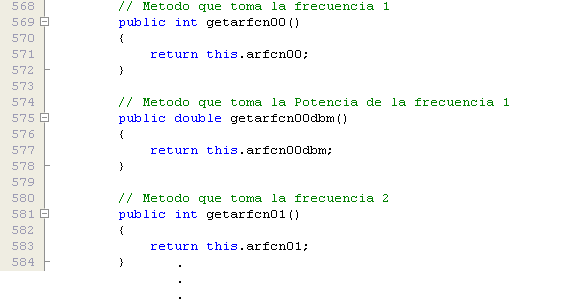 568 // Metodo que toma la frecuencia 1
569 public int getarfcn00()
570 {
571 return this.arfcn00;
572 }
573
574 // Metodo que toma la Potencia de la frecuencia 1
575 public double getarfcn00dbm()
576 {
577 return this.arfcn00dbm;
578 }
579
580 // Metodo que toma la frecuencia 2
581 public int getarfcn01()
582 {
583 return this.arfcn01;
584 } .
.
.